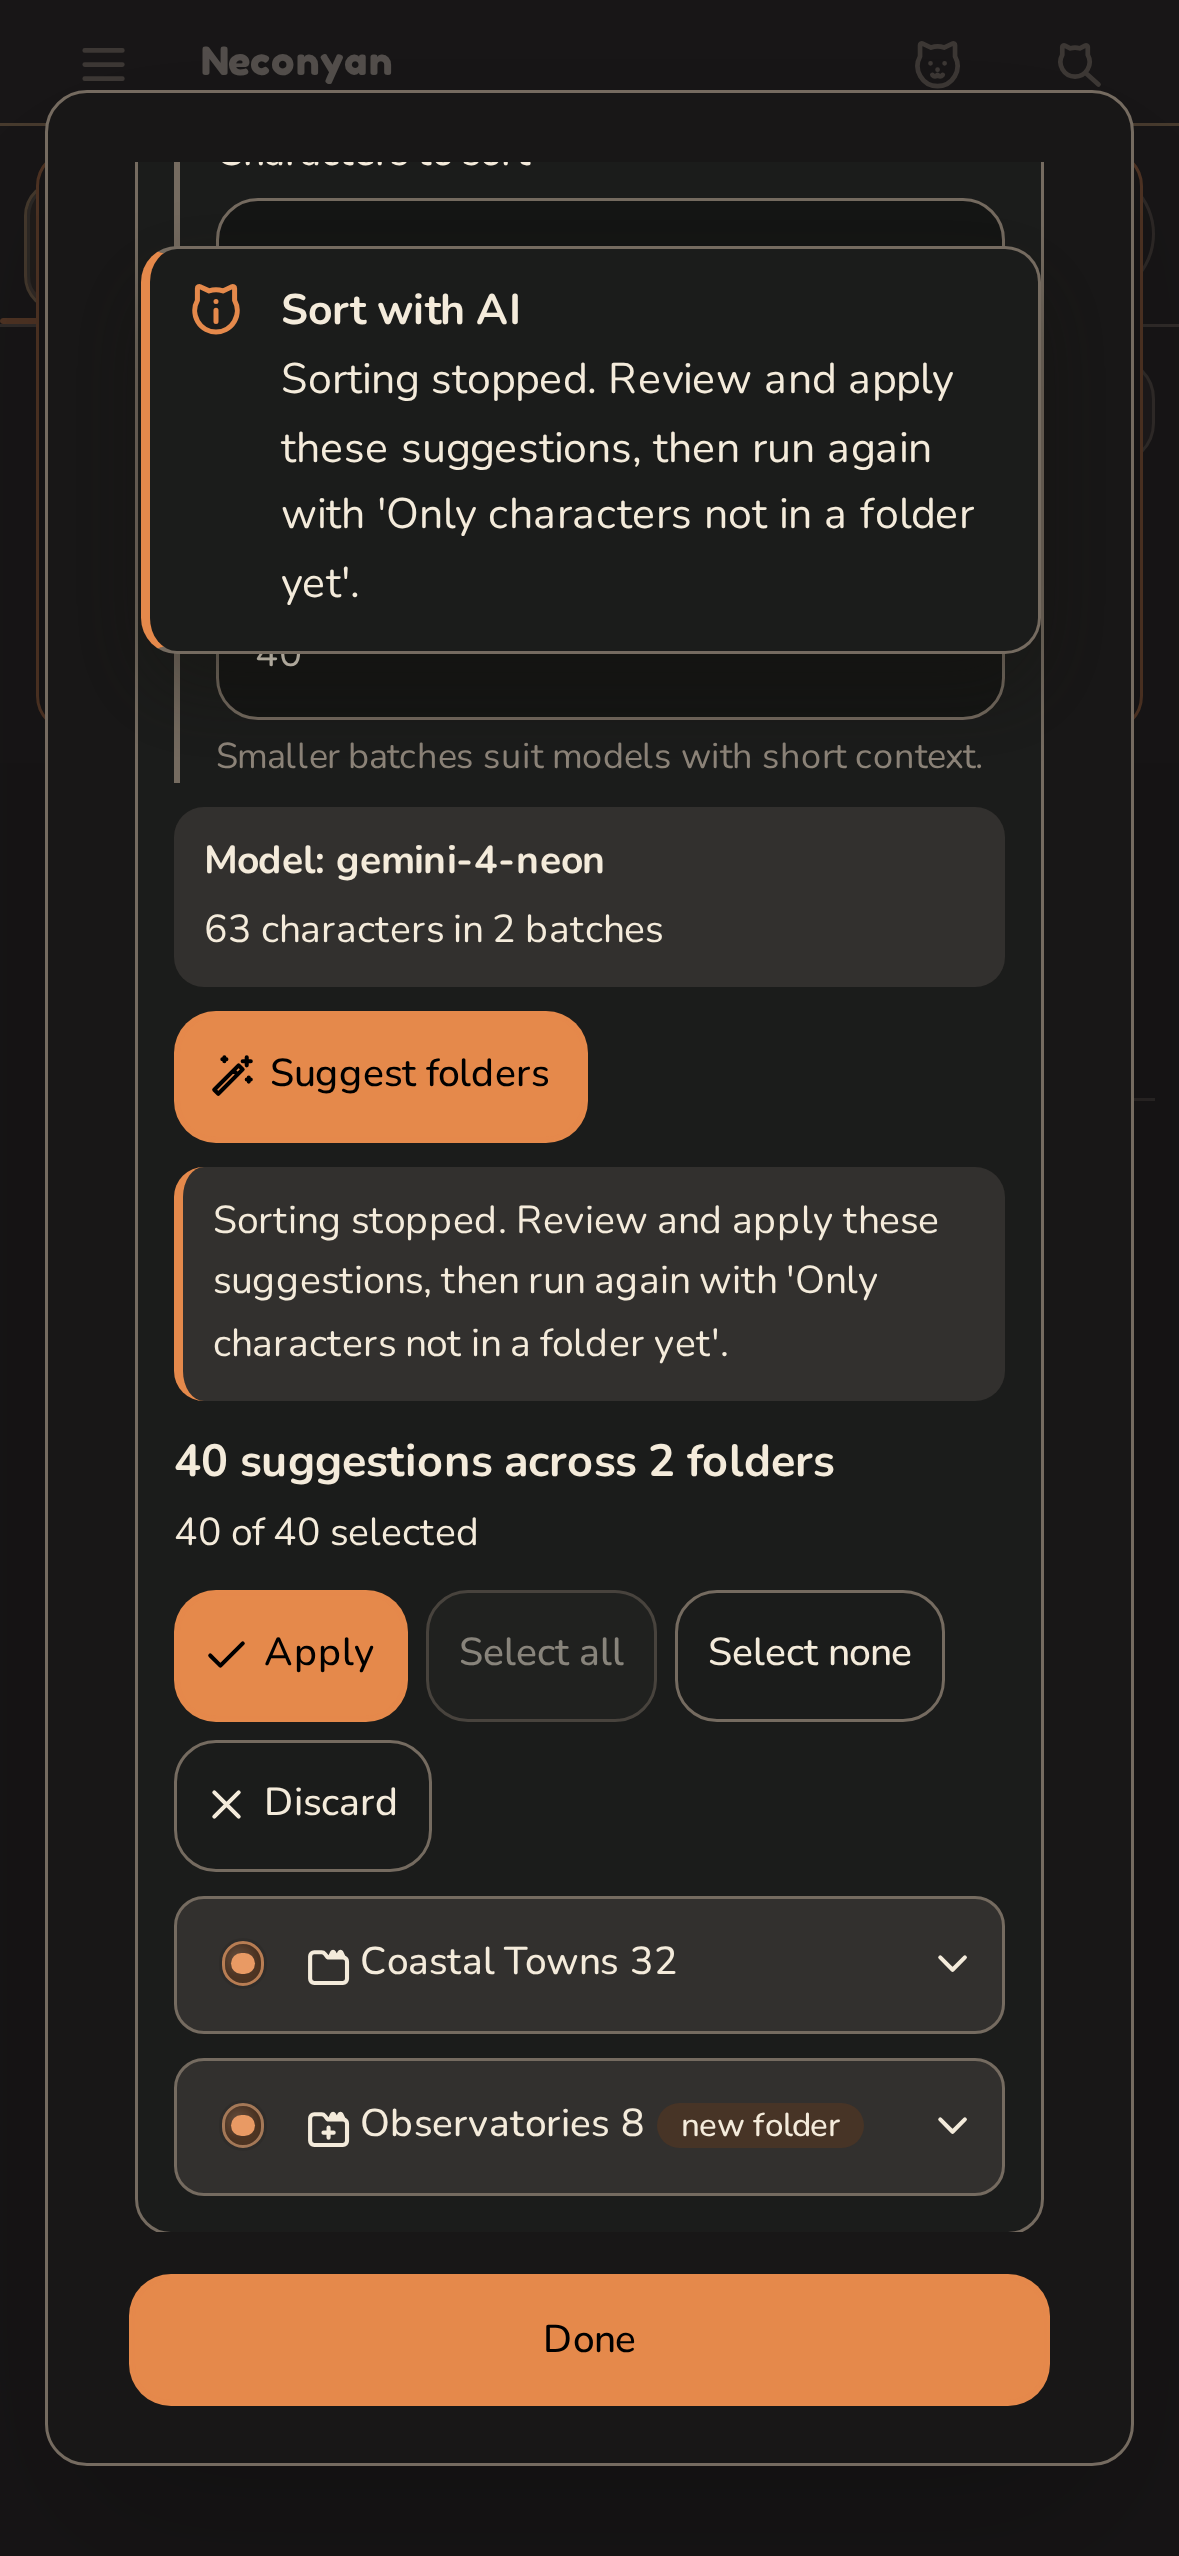 Neconyan
Characters to sort
Sort with AI
Sorting stopped. Review and apply
these suggestions, then run again
with 'Only characters not in a folder
yet'.
40
Smaller batches suit models with short context.
Model: gemini-4-neon
63 characters in 2 batches
Suggest folders
Sorting stopped. Review and apply these
suggestions, then run again with 'Only
characters not in a folder yet'.
40 suggestions across 2 folders
40 of 40 selected
Apply
Select all
Select none
Discard
Coastal Towns 32
Observatories 8 new folder
Done